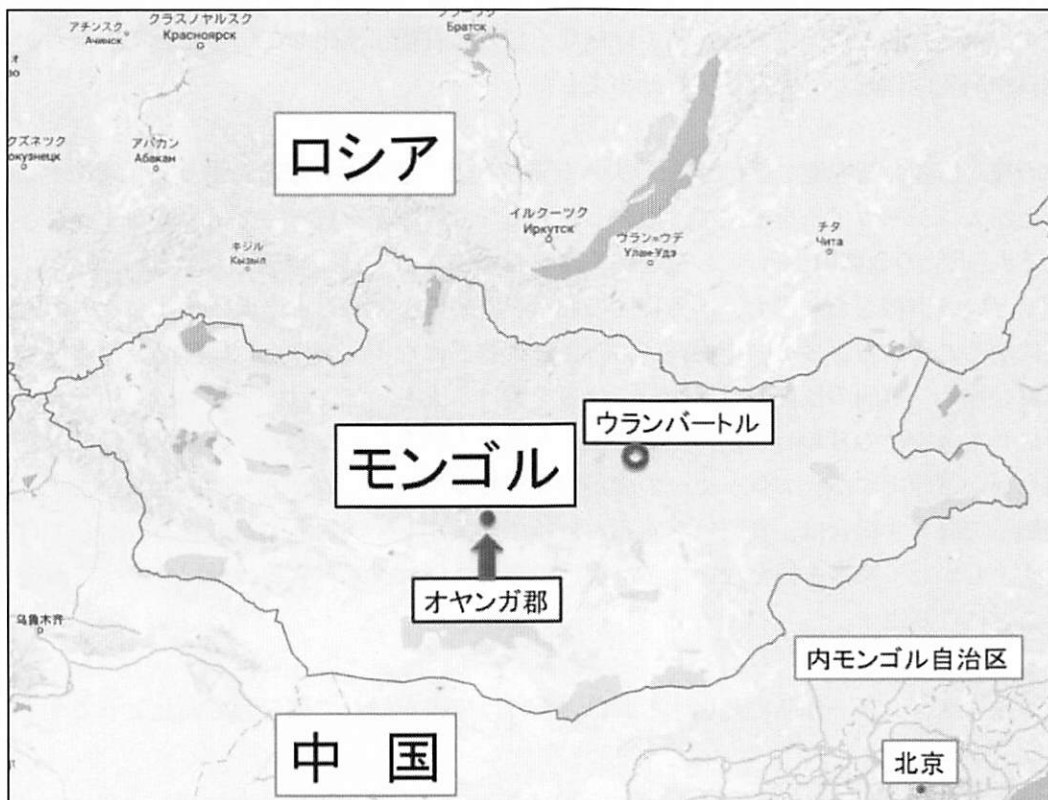 アチンスク
Ачинск
クラスノヤルスク
Красноярск
Братск
クズネツク
окузнецк
アバカン
Абакан
ロシア
イルクーツク
Иркутск
ウラン=ウデ
Улан-Удэ
チタ
Чита
キジル
Кызыл
ウランバートル
モンゴル
オヤンガ郡
乌鲁木齐
内モンゴル自治区
中 国
北京